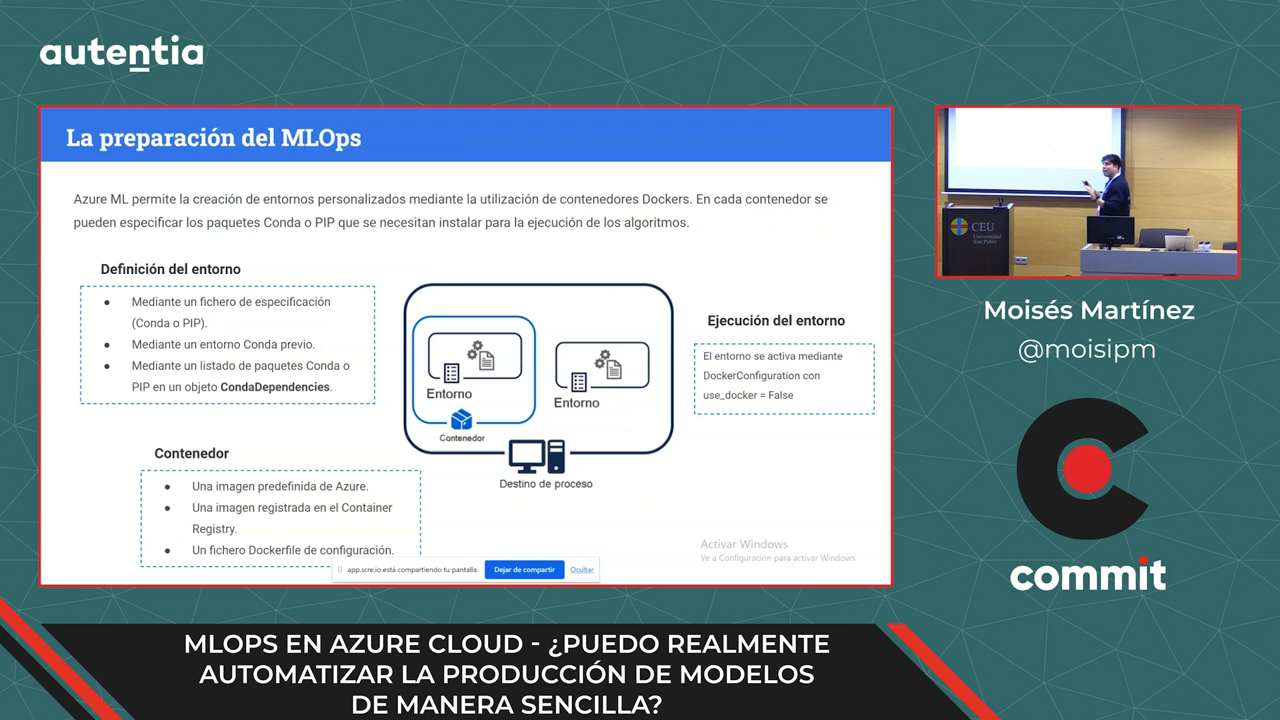 autentia
La preparación del MLOps
Azure ML permite la creación de entornos personalizados mediante la utilización de contenedores Dockers. En cada contenedor se
pueden especificar los paquetes Conda o PIP que se necesitan instalar para la ejecución de los algoritmos.
Definición del entorno
● Mediante un fichero de especificación
(Conda o PIP).
● Mediante un entorno Conda previo.
● Mediante un listado de paquetes Conda o
PIP en un objeto CondaDependencies.
Entorno
Contenedor
Entorno
Destino de proceso
Ejecución del entorno
El entorno se activa mediante
DockerConfiguration con
use_docker = False
Contenedor
● Una imagen predefinida de Azure.
● Una imagen registrada en el Container
Registry.
● Un fichero Dockerfile de configuración.
Activar Windows
Ve a Configuración para activar Windows.
app.scre.io está compartiendo tu pantalla.
Dejar de compartir
Ocultar
CEU
Universidad
San Pablo
Moisés Martínez
@moisipm
commit
MLOPS EN AZURE CLOUD - ¿PUEDO REALMENTE
AUTOMATIZAR LA PRODUCCIÓN DE MODELOS
DE MANERA SENCILLA?